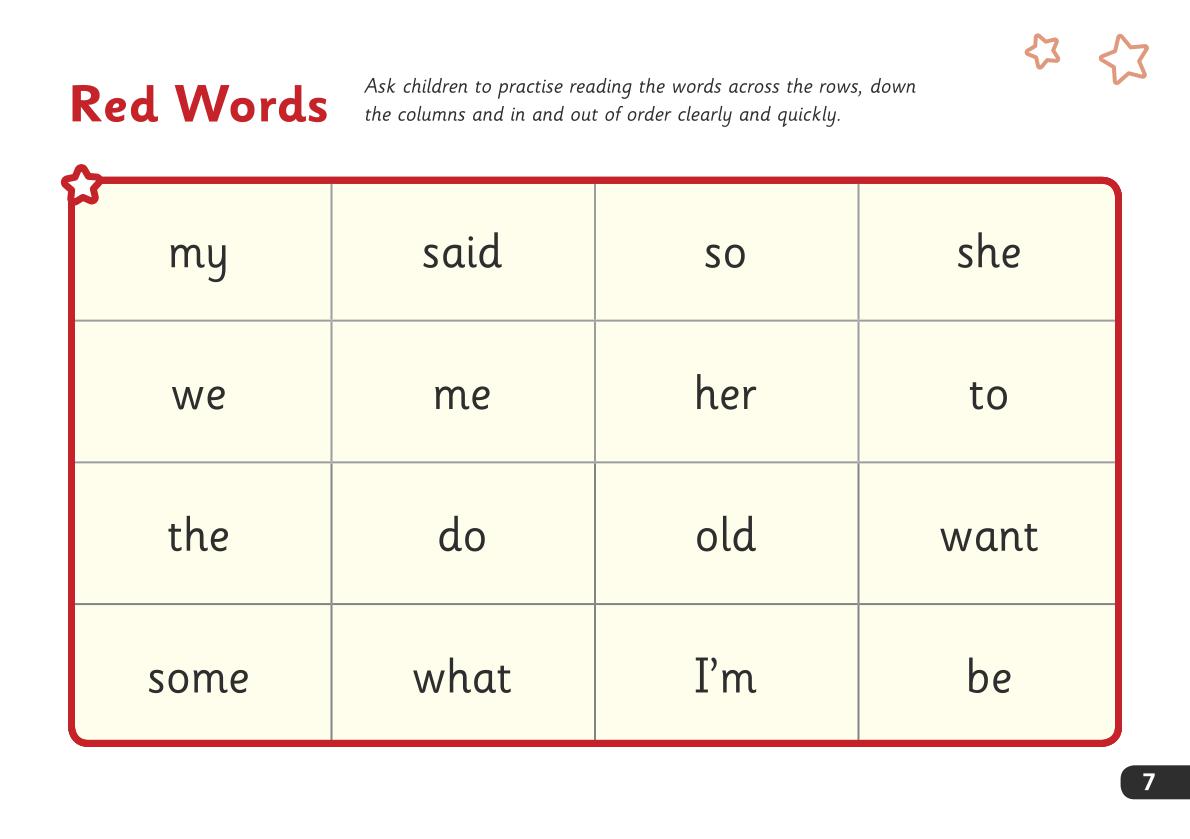 Red Words
Ask children to practise reading the words across the rows, down
the columns and in and out of order clearly and quickly.
my said so she
we me her to
the do old want
some what I’m be
7